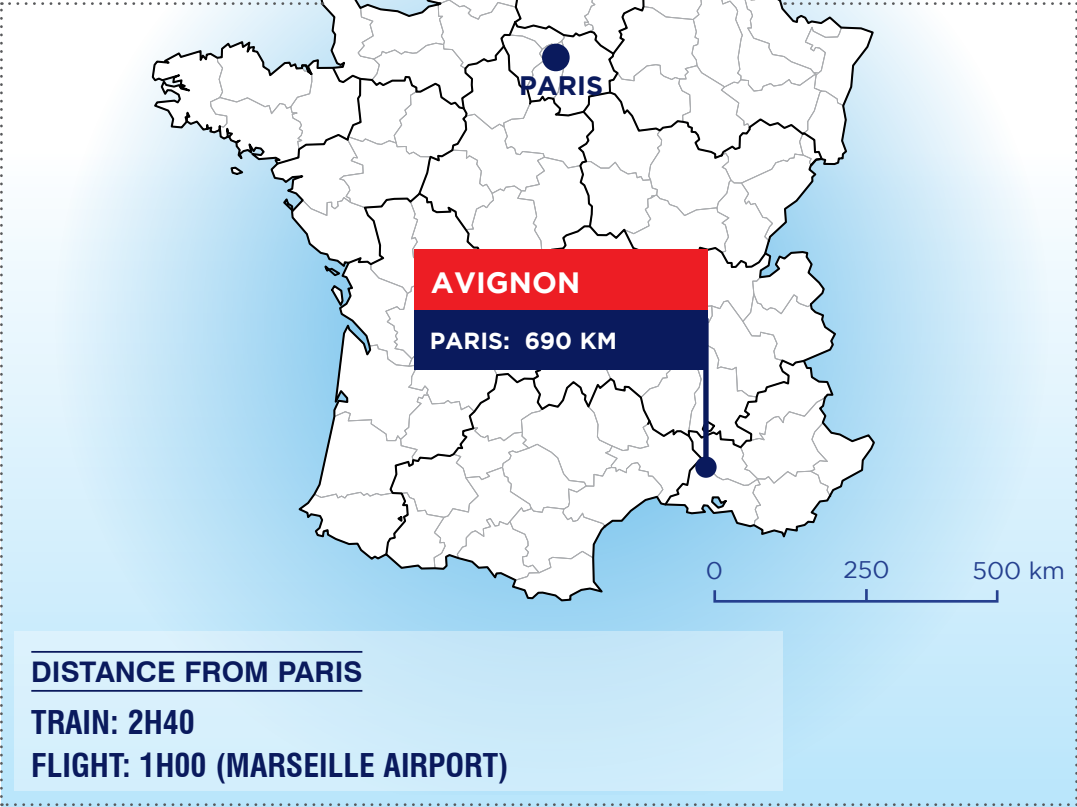 PARIS
AVIGNON
PARIS: 690 KM
0 250 500 km
DISTANCE FROM PARIS
TRAIN: 2H40
FLIGHT: 1H00 (MARSEILLE AIRPORT)